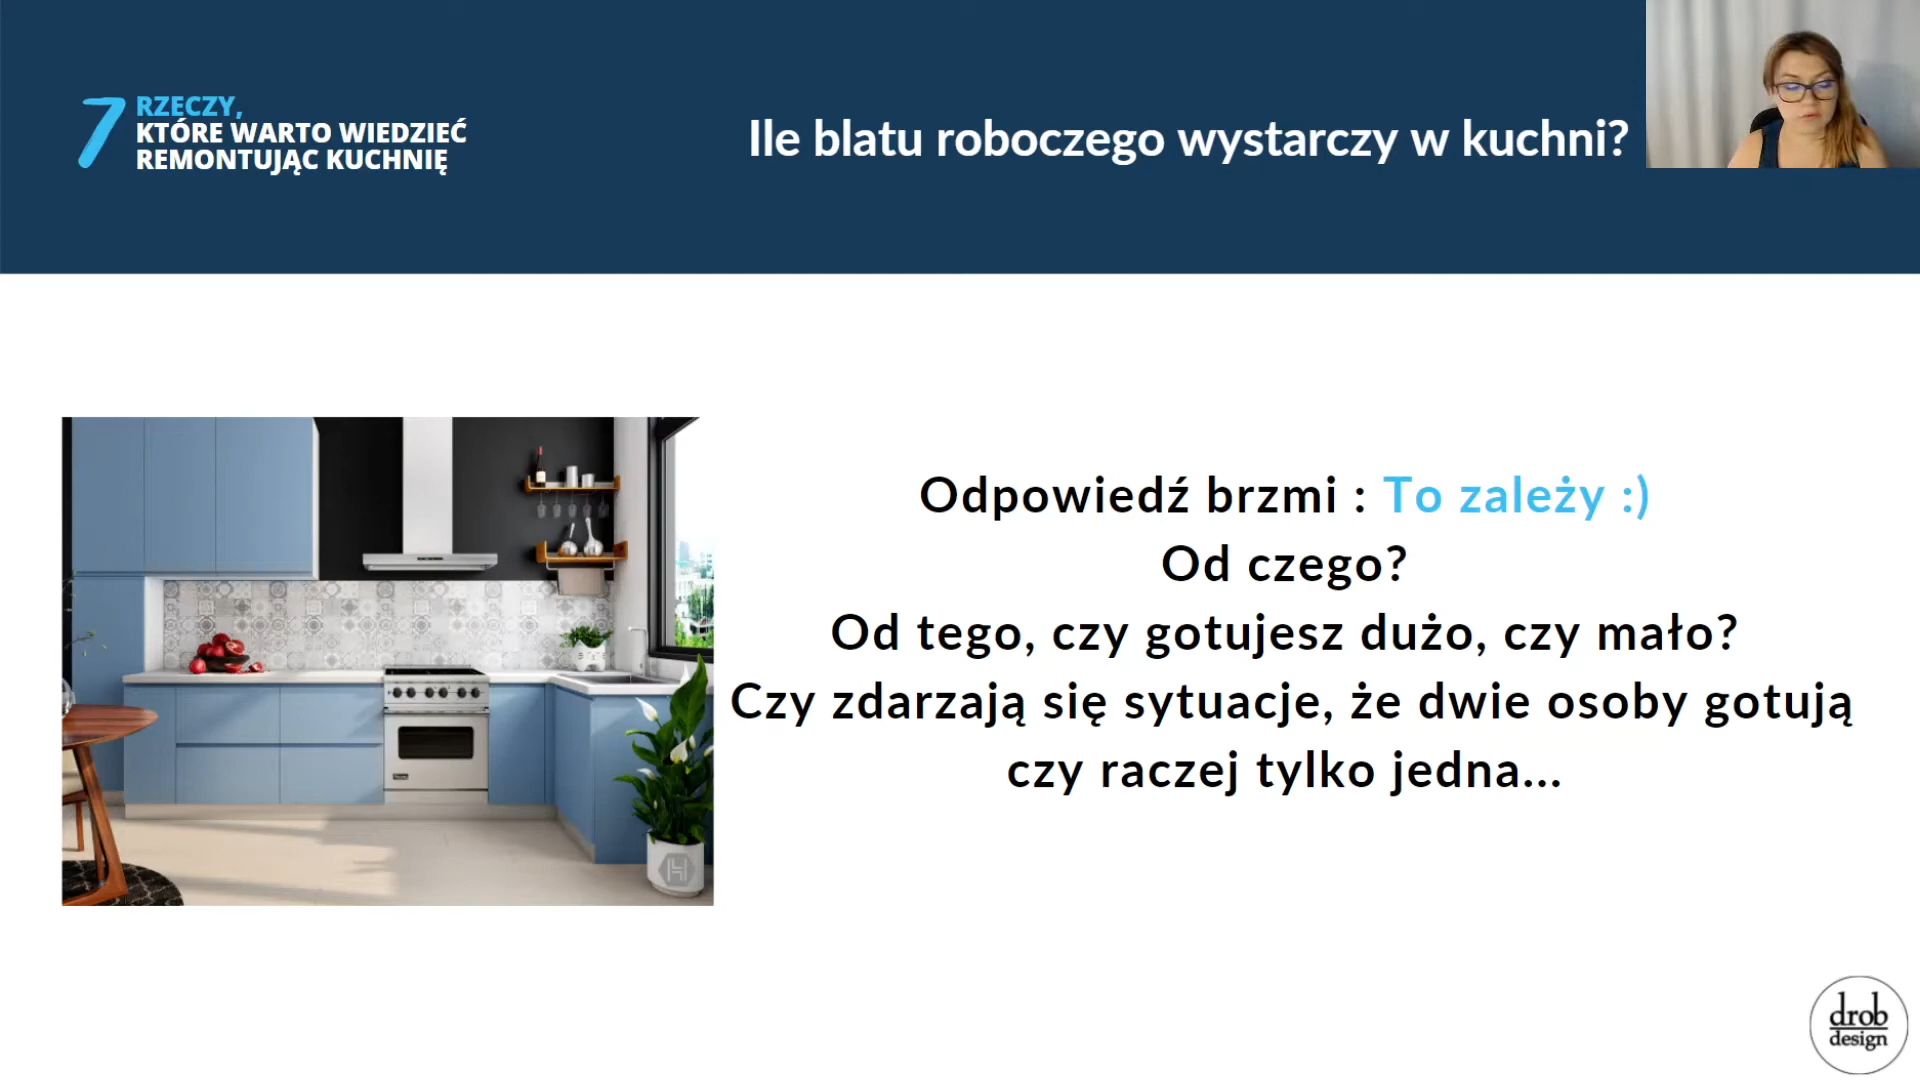 7 RZECZY,
KTÓRE WARTO WIEDZIEĆ
REMONTUJĄC KUCHNIĘ
Ile blatu roboczego wystarczy w kuchni?
Odpowiedź brzmi : To zależy :)
Od czego?
Od tego, czy gotujesz dużo, czy mało?
Czy zdarzają się sytuacje, że dwie osoby gotują
czy raczej tylko jedna...
drob
design